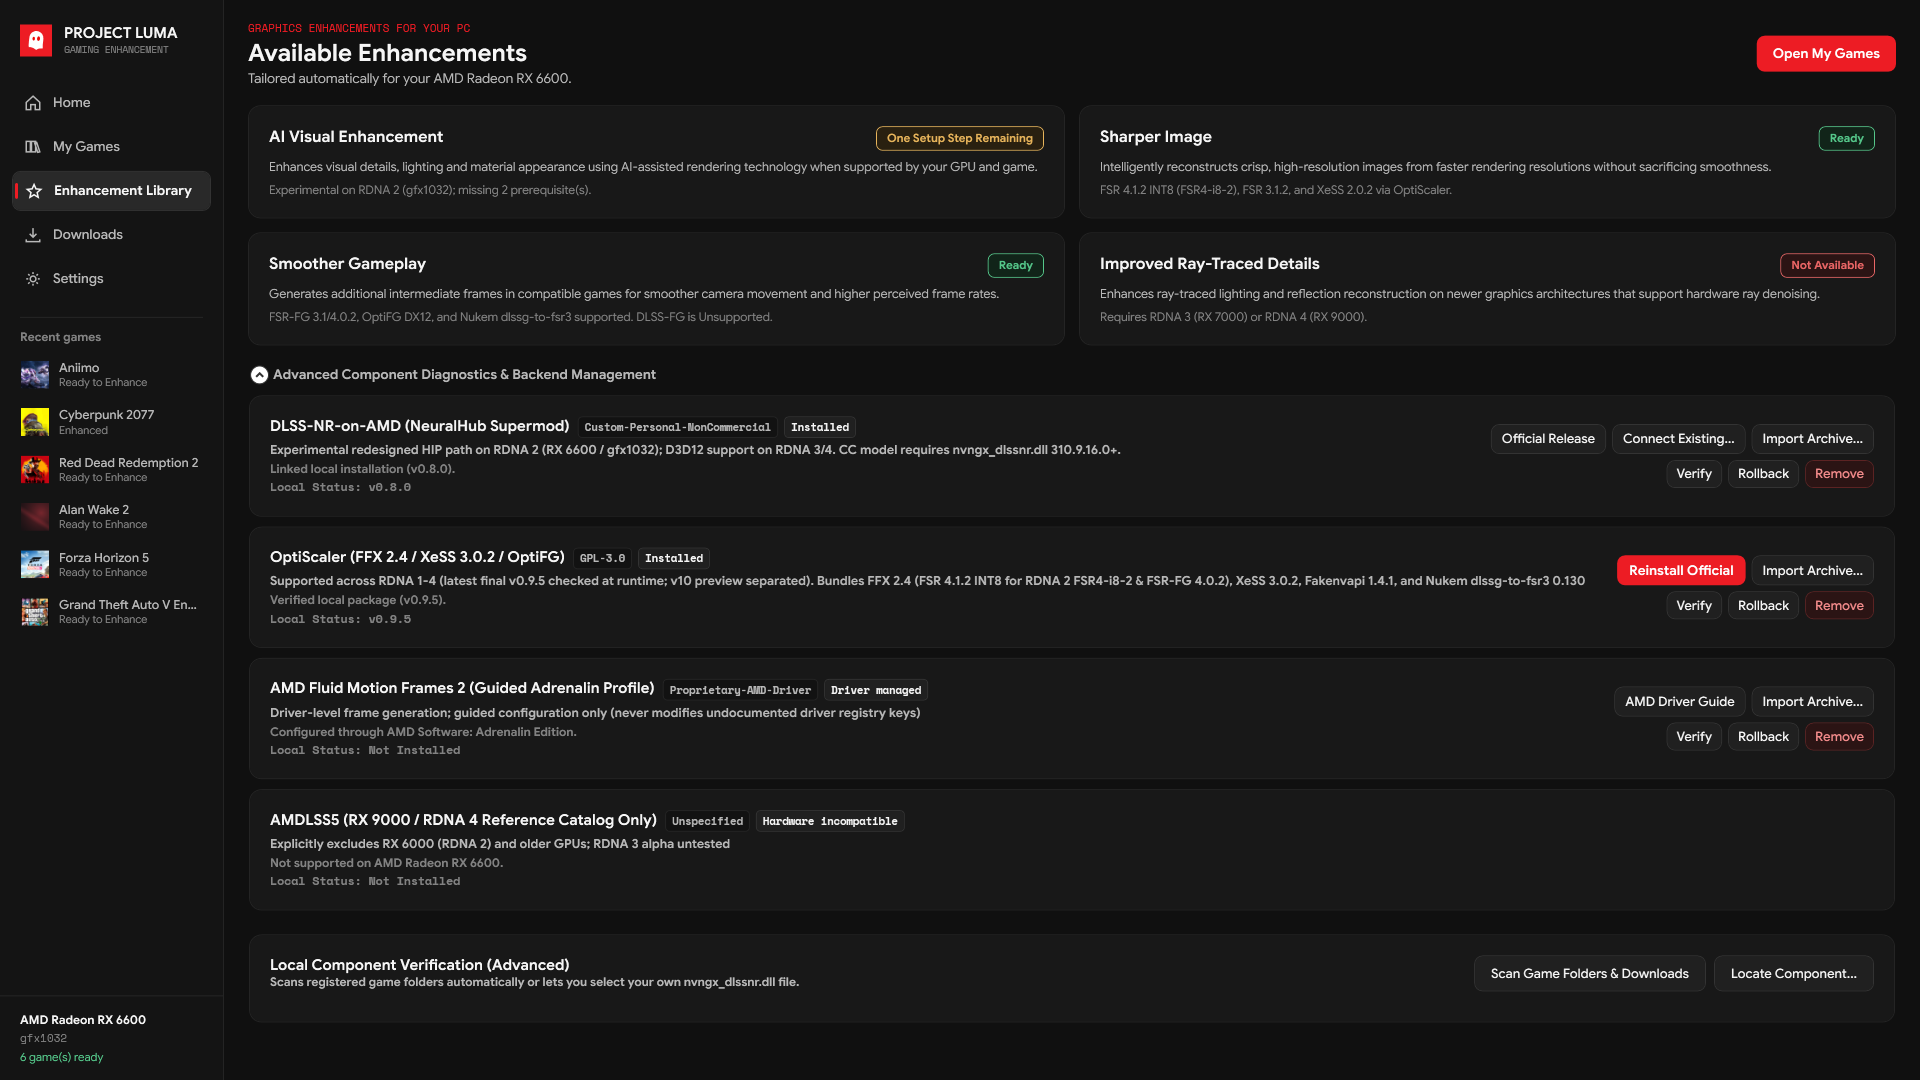 PROJECT LUMA
GAMING ENHANCEMENT
Home
My Games
Enhancement Library
Downloads
Settings
Recent games
Aniimo
Ready to Enhance
Cyberpunk 2077
Enhanced
Red Dead Redemption 2
Ready to Enhance
Alan Wake 2
Ready to Enhance
Forza Horizon 5
Ready to Enhance
Grand Theft Auto V En...
Ready to Enhance
AMD Radeon RX 6600
gfx1032
6 game(s) ready
GRAPHICS ENHANCEMENTS FOR YOUR PC
Available Enhancements
Tailored automatically for your AMD Radeon RX 6600.
Open My Games
AI Visual Enhancement
One Setup Step Remaining
Enhances visual details, lighting and material appearance using AI-assisted rendering technology when supported by your GPU and game.
Experimental on RDNA 2 (gfx1032); missing 2 prerequisite(s).
Sharper Image
Ready
Intelligently reconstructs crisp, high-resolution images from faster rendering resolutions without sacrificing smoothness.
FSR 4.1.2 INT8 (FSR4-i8-2), FSR 3.1.2, and XeSS 2.0.2 via OptiScaler.
Smoother Gameplay
Ready
Generates additional intermediate frames in compatible games for smoother camera movement and higher perceived frame rates.
FSR-FG 3.1/4.0.2, OptiFG DX12, and Nukem dlssg-to-fsr3 supported. DLSS-FG is Unsupported.
Improved Ray-Traced Details
Not Available
Enhances ray-traced lighting and reflection reconstruction on newer graphics architectures that support hardware ray denoising.
Requires RDNA 3 (RX 7000) or RDNA 4 (RX 9000).
Advanced Component Diagnostics & Backend Management
DLSS-NR-on-AMD (NeuralHub Supermod) Custom-Personal-NonCommercial Installed
Experimental redesigned HIP path on RDNA 2 (RX 6600 / gfx1032); D3D12 support on RDNA 3/4. CC model requires nvngx_dlssnr.dll 310.9.16.0+.
Linked local installation (v0.8.0).
Local Status: v0.8.0
Official Release Connect Existing... Import Archive...
Verify Rollback Remove
OptiScaler (FFX 2.4 / XeSS 3.0.2 / OptiFG) GPL-3.0 Installed
Supported across RDNA 1-4 (latest final v0.9.5 checked at runtime; v10 preview separated). Bundles FFX 2.4 (FSR 4.1.2 INT8 for RDNA 2 FSR4-i8-2 & FSR-FG 4.0.2), XeSS 3.0.2, Fakenvapi 1.4.1, and Nukem dlssg-to-fsr3 0.130
Verified local package (v0.9.5).
Local Status: v0.9.5
Reinstall Official Import Archive...
Verify Rollback Remove
AMD Fluid Motion Frames 2 (Guided Adrenalin Profile) Proprietary-AMD-Driver Driver managed
Driver-level frame generation; guided configuration only (never modifies undocumented driver registry keys)
Configured through AMD Software: Adrenalin Edition.
Local Status: Not Installed
AMD Driver Guide Import Archive...
Verify Rollback Remove
AMDLSS5 (RX 9000 / RDNA 4 Reference Catalog Only) Unspecified Hardware incompatible
Explicitly excludes RX 6000 (RDNA 2) and older GPUs; RDNA 3 alpha untested
Not supported on AMD Radeon RX 6600.
Local Status: Not Installed
Local Component Verification (Advanced)
Scans registered game folders automatically or lets you select your own nvngx_dlssnr.dll file.
Scan Game Folders & Downloads Locate Component...